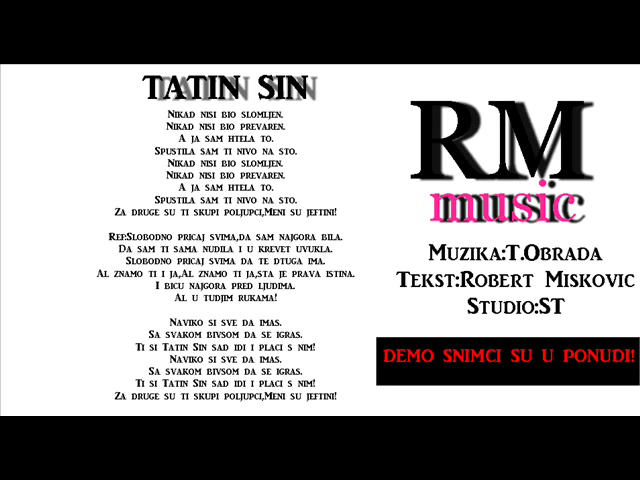 TATIN SIN
NIKAD NISI BIO SLOMLJEN.
NIKAD NISI BIO PREVAREN.
A JA SAM HTELA TO.
SPUSTILA SAM TI NIVO NA STO.
NIKAD NISI BIO SLOMLJEN.
NIKAD NISI BIO PREVAREN.
A JA SAM HTELA TO.
SPUSTILA SAM TI NIVO NA STO.
ZA DRUGE SU TI SKUPI POLJUPCI,MENI SU JEFTINI!
REF:SLOBODNO PRICAJ SVIMA,DA SAM NAJGORA BILA.
DA SAM TI SAMA NUDILA I U KREVET UVUKLA.
SLOBODNO PRICAJ SVIMA DA TE DTUGA IMA.
AL ZNAMO TI I JA,AL ZNAMO TI JA,STA JE PRAVA ISTINA.
I BICU NAJGORA PRED LJUDIMA.
AL U TUDJIM RUKAMA!
NAVIKO SI SVE DA IMAS.
SA SVAKOM BIVSOM DA SE IGRAS.
TI SI TATIN SIN SAD IDI I PLACI S NIM!
NAVIKO SI SVE DA IMAS.
SA SVAKOM BIVSOM DA SE IGRAS.
TI SI TATIN SIN SAD IDI I PLACI S NIM!
ZA DRUGE SU TI SKUPI POLJUPCI,MENI SU JEFTINI!
RM
music
MUZIKA:T.OBRADA
TEKST:ROBERT MISKOVIC
STUDIO:ST
DEMO SNIMCI SU U PONUDI!